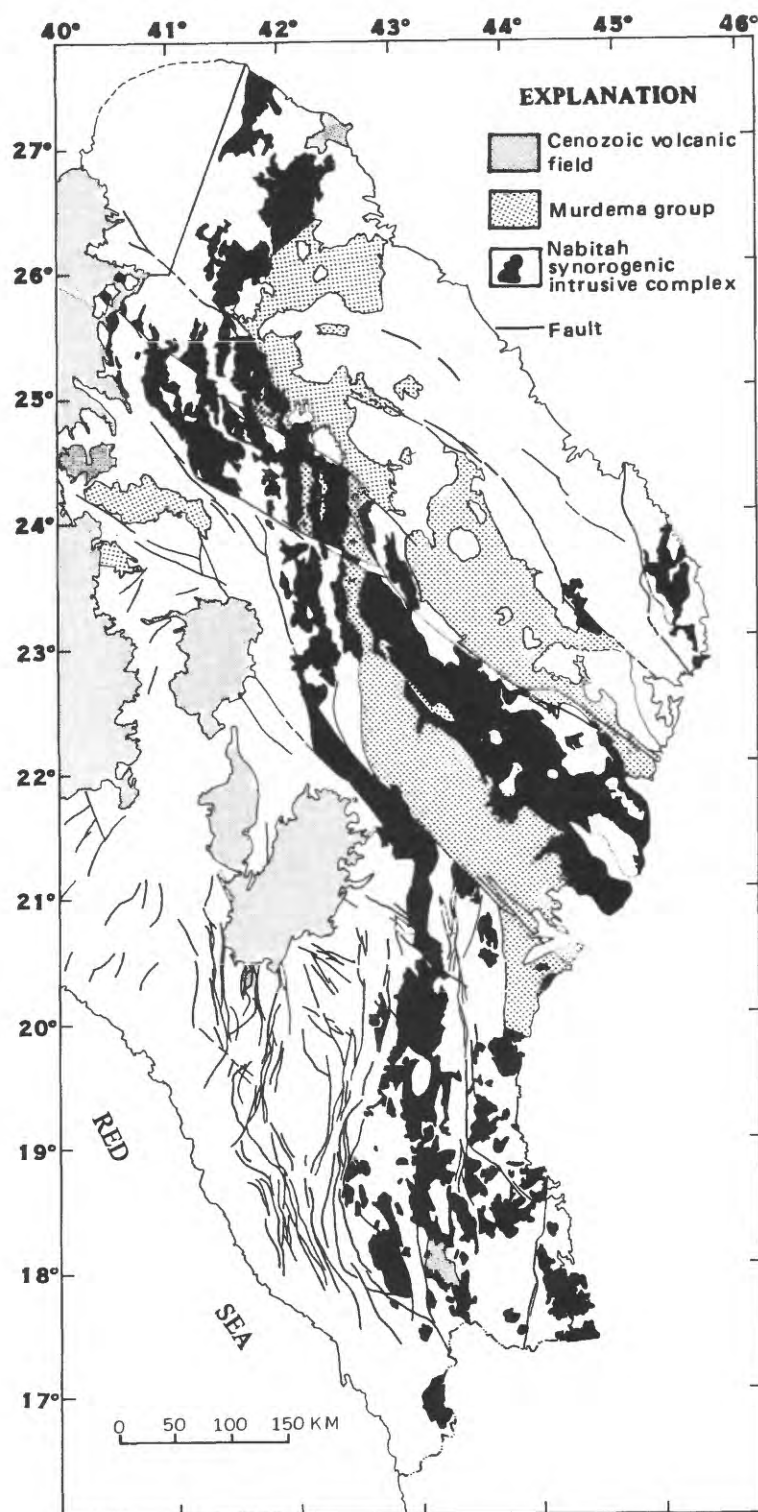 40° 41° 42° 43° 44° 45° 46°
EXPLANATION
Cenozoic volcanic
field
Murdema group
Nabitah
synorogenic
intrusive complex
Fault
27°
26°
25°
24°
23°
22°
21°
20°
19°
18°
17°
RED
SEA
0 50 100 150 KM